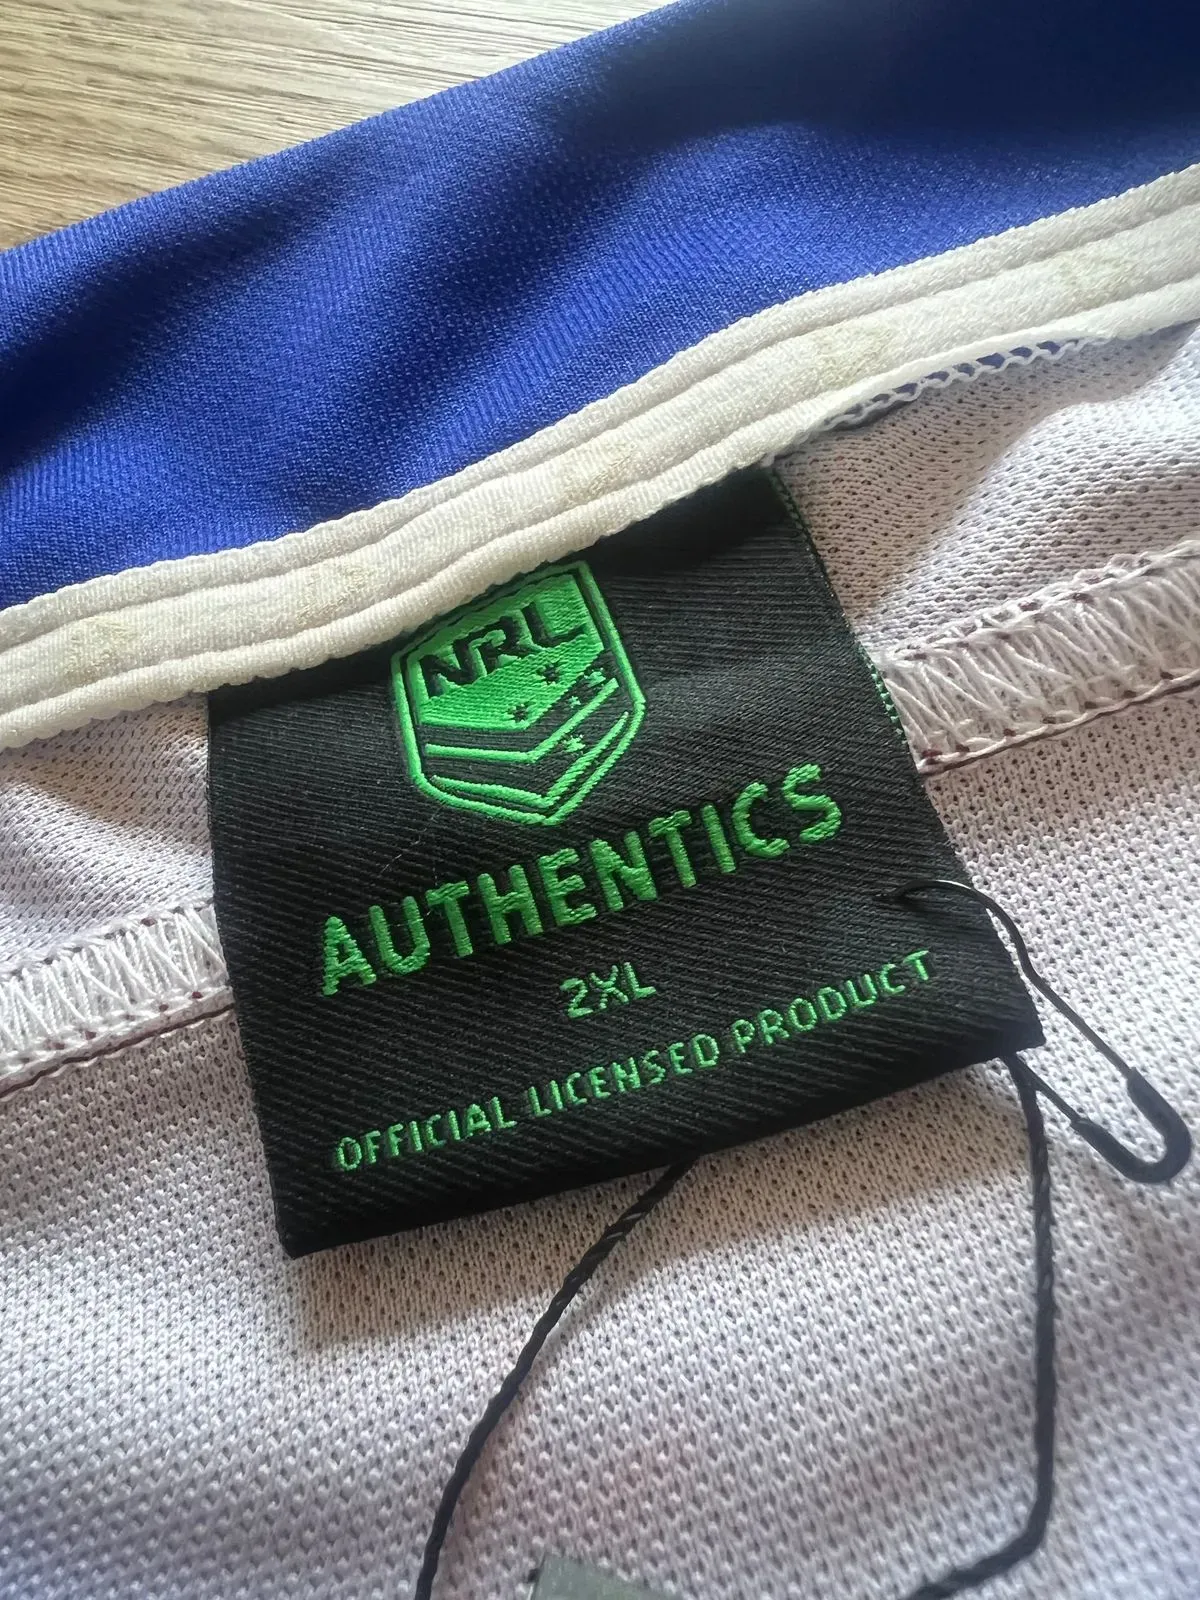 NRL
AUTHENTICS
2XL
OFFICIAL LICENSED PRODUCT